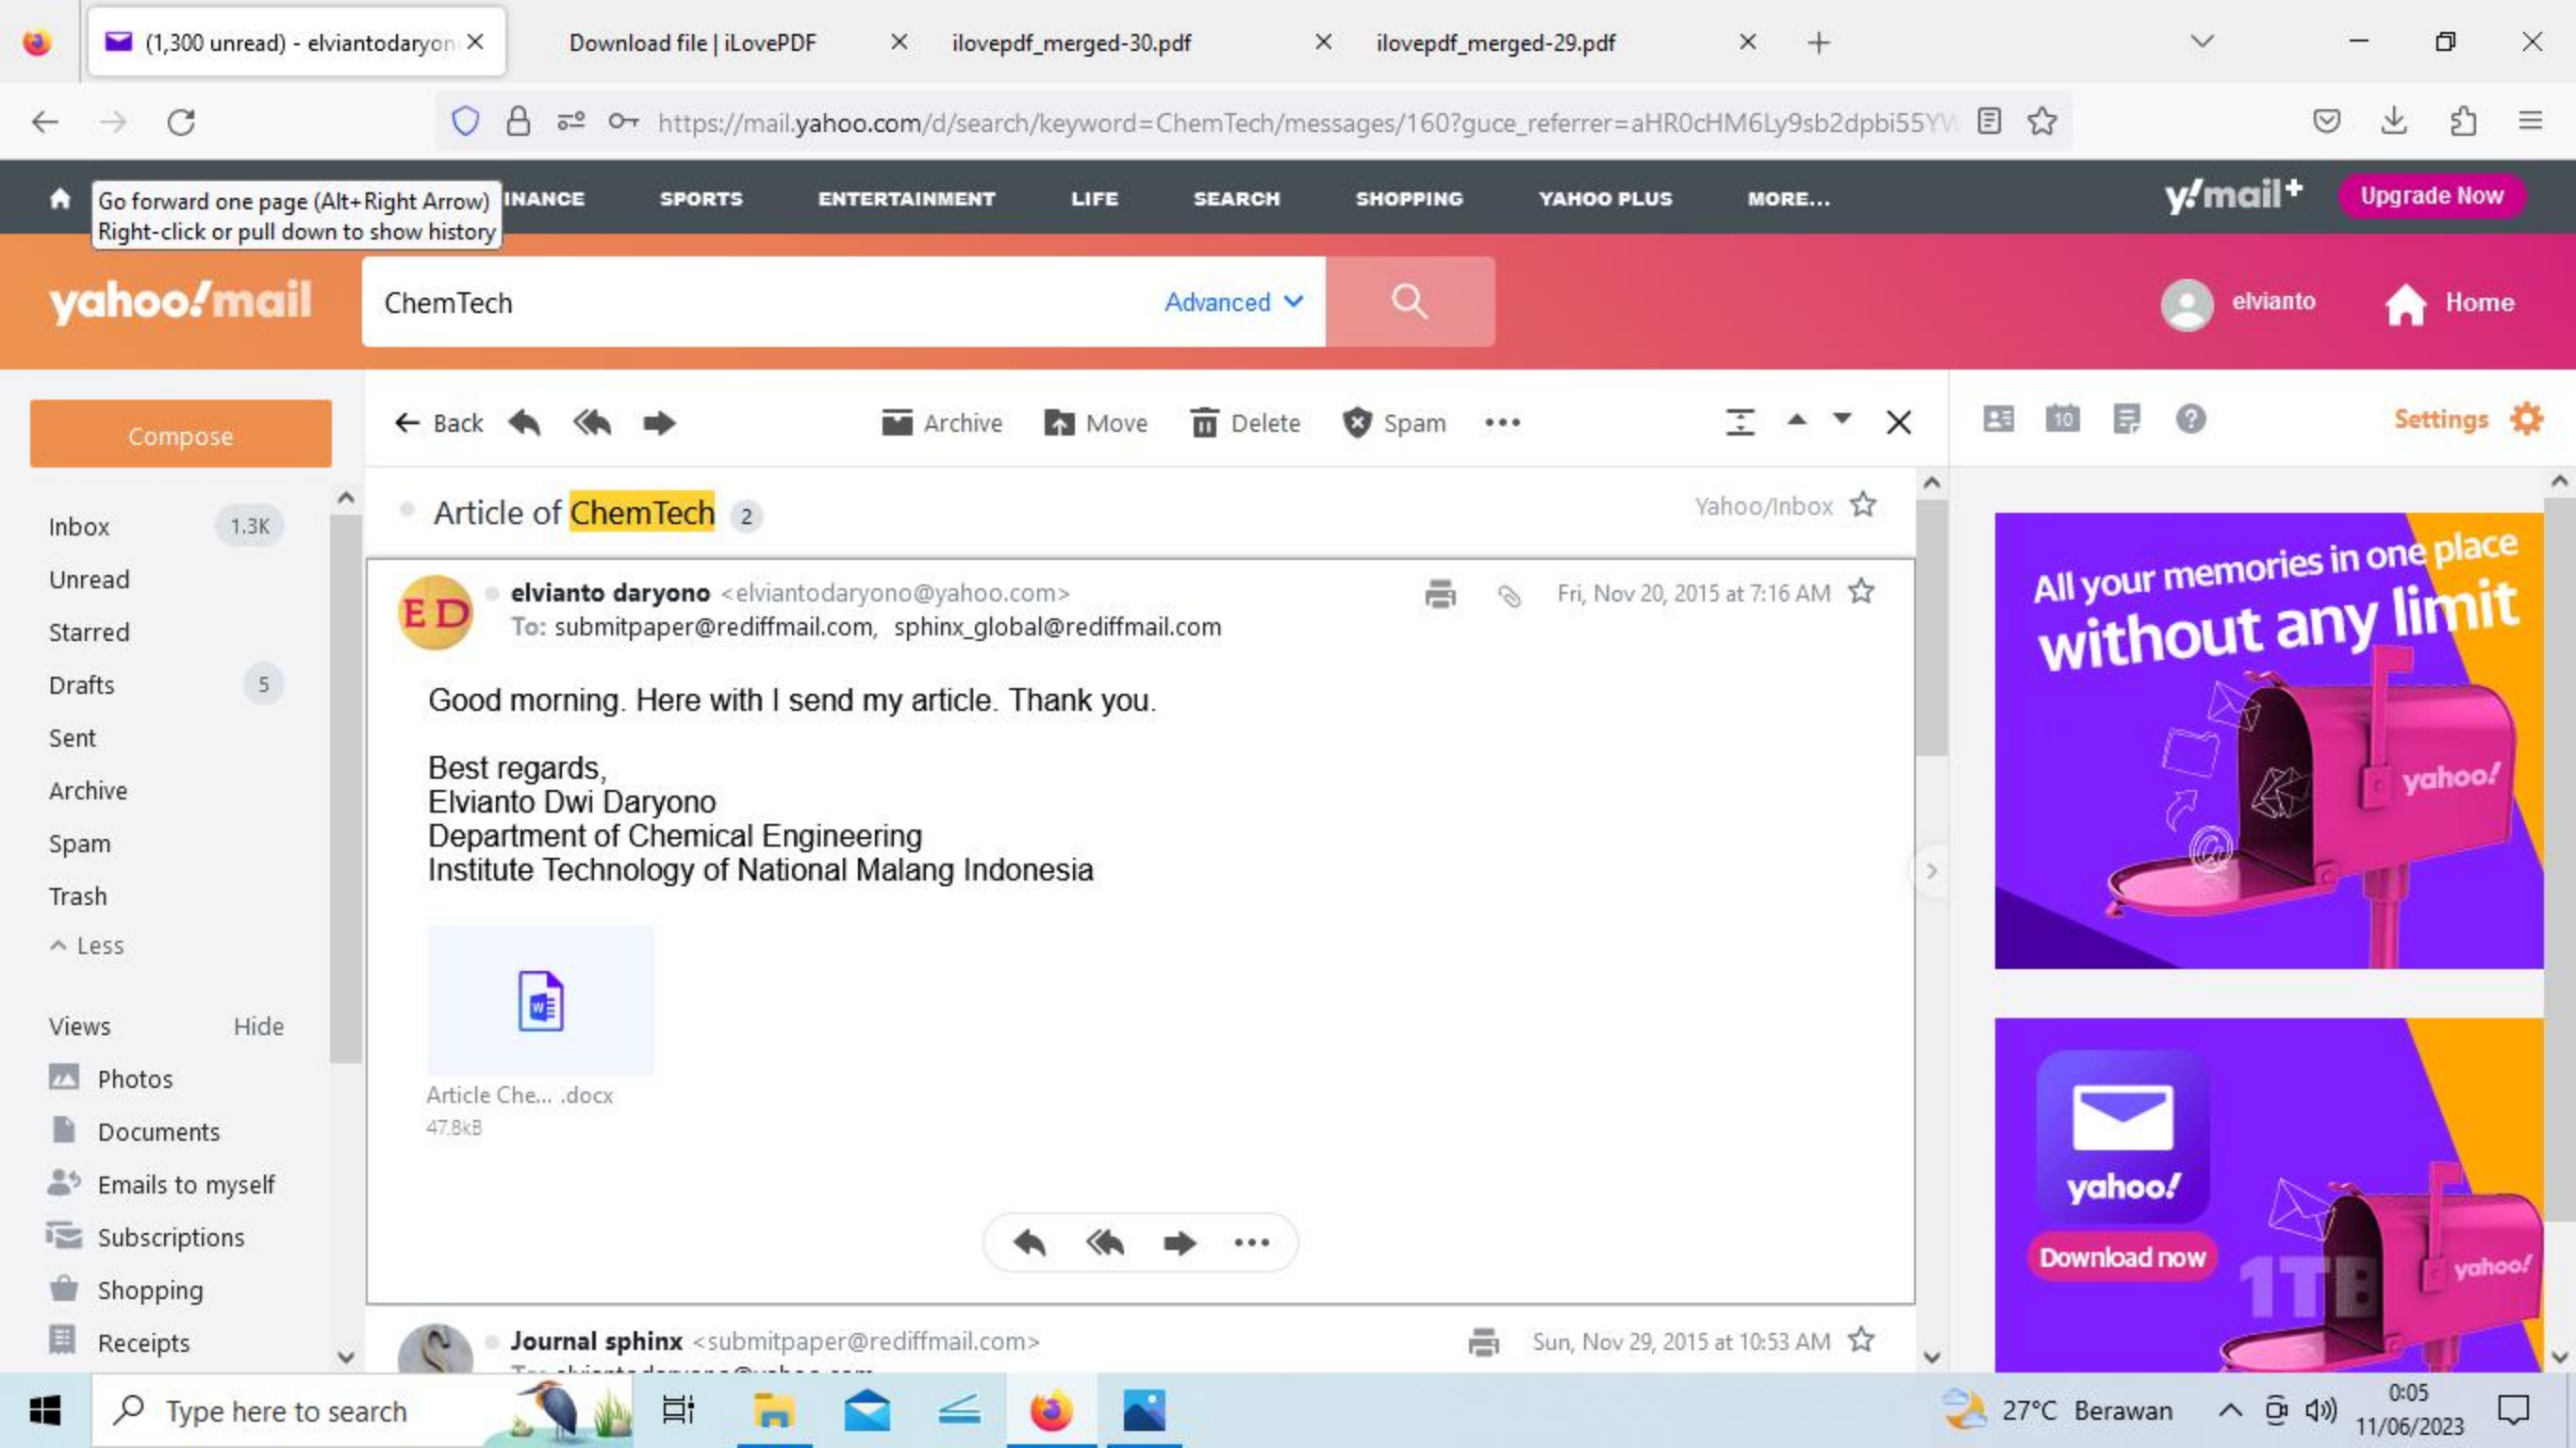 (1,300 unread) - elviantodaryon
Download file | iLovePDF
ilovepdf_merged-30.pdf
ilovepdf_merged-29.pdf
https://mail.yahoo.com/d/search/keyword=ChemTech/messages/160?guce_referrer=aHR0cHM6Ly9sb2dpbi55YW
Go forward one page (Alt+Right Arrow)
Right-click or pull down to show history
INANCE
SPORTS
ENTERTAINMENT
LIFE
SEARCH
SHOPPING
YAHOO PLUS
MORE...
y!mail+
Upgrade Now
yahoo!mail
ChemTech
Advanced
elvianto
Home
Compose
Back
Archive
Move
Delete
Spam
10
Settings
Inbox 1.3K
Unread
Starred
Drafts 5
Sent
Archive
Spam
Trash
Less
Views Hide
Photos
Documents
Emails to myself
Subscriptions
Shopping
Receipts
Article of ChemTech 2
Yahoo/Inbox
ED
elvianto daryono <elviantodaryono@yahoo.com>
Fri, Nov 20, 2015 at 7:16 AM
To: submitpaper@rediffmail.com, sphinx_global@rediffmail.com
Good morning. Here with I send my article. Thank you.
Best regards,
Elvianto Dwi Daryono
Department of Chemical Engineering
Institute Technology of National Malang Indonesia
W
Article Che... .docx
47.8kB
S
Journal sphinx <submitpaper@rediffmail.com>
Sun, Nov 29, 2015 at 10:53 AM
All your memories in one place
without any limit
yahoo!
@
yahoo!
Download now
1TB
yahoo!
Type here to search
27°C Berawan
0:05
11/06/2023